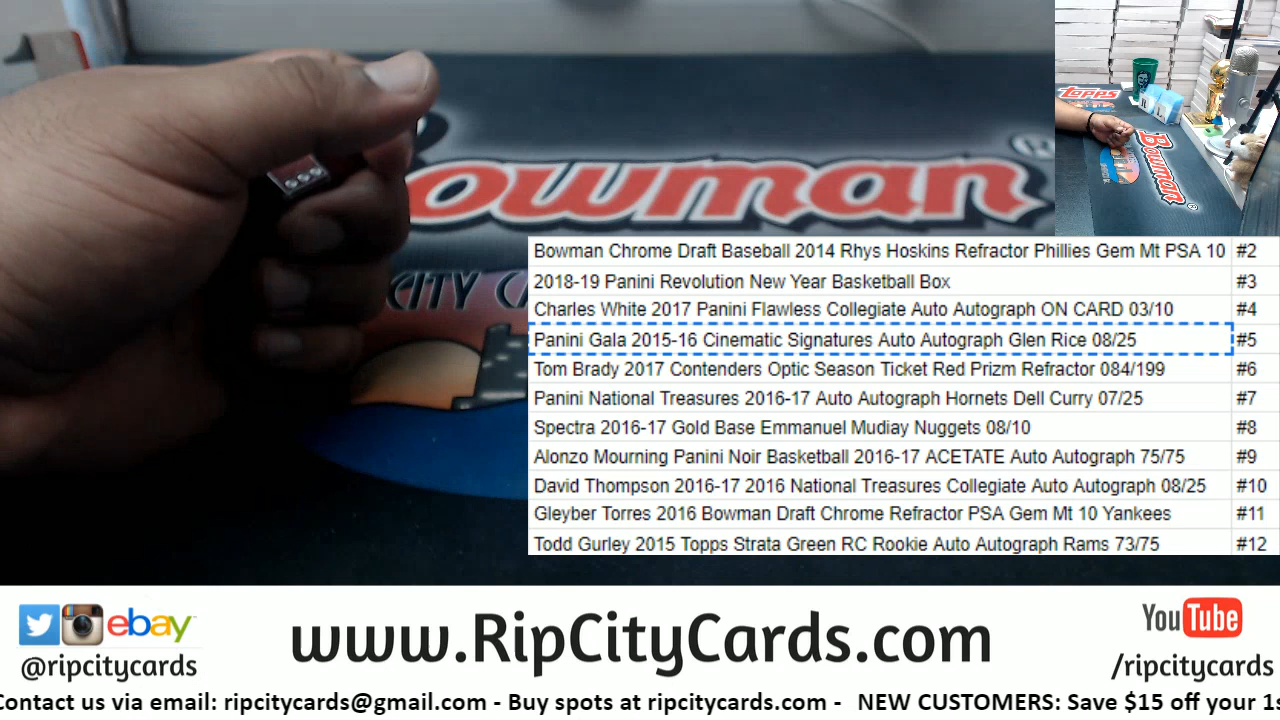 Bowman
CITY C
topps
Bowman
Bowman Chrome Draft Baseball 2014 Rhys Hoskins Refractor Phillies Gem Mt PSA 10 #2
2018-19 Panini Revolution New Year Basketball Box #3
Charles White 2017 Panini Flawless Collegiate Auto Autograph ON CARD 03/10 #4
Panini Gala 2015-16 Cinematic Signatures Auto Autograph Glen Rice 08/25 #5
Tom Brady 2017 Contenders Optic Season Ticket Red Prizm Refractor 084/199 #6
Panini National Treasures 2016-17 Auto Autograph Hornets Dell Curry 07/25 #7
Spectra 2016-17 Gold Base Emmanuel Mudiay Nuggets 08/10 #8
Alonzo Mourning Panini Noir Basketball 2016-17 ACETATE Auto Autograph 75/75 #9
David Thompson 2016-17 2016 National Treasures Collegiate Auto Autograph 08/25 #10
Gleyber Torres 2016 Bowman Draft Chrome Refractor PSA Gem Mt 10 Yankees #11
Todd Gurley 2015 Topps Strata Green RC Rookie Auto Autograph Rams 73/75 #12
ebay
@ripcitycards
www.RipCityCards.com
YouTube
/ripcitycards
Contact us via email: ripcitycards@gmail.com - Buy spots at ripcitycards.com - NEW CUSTOMERS: Save $15 off your 1s